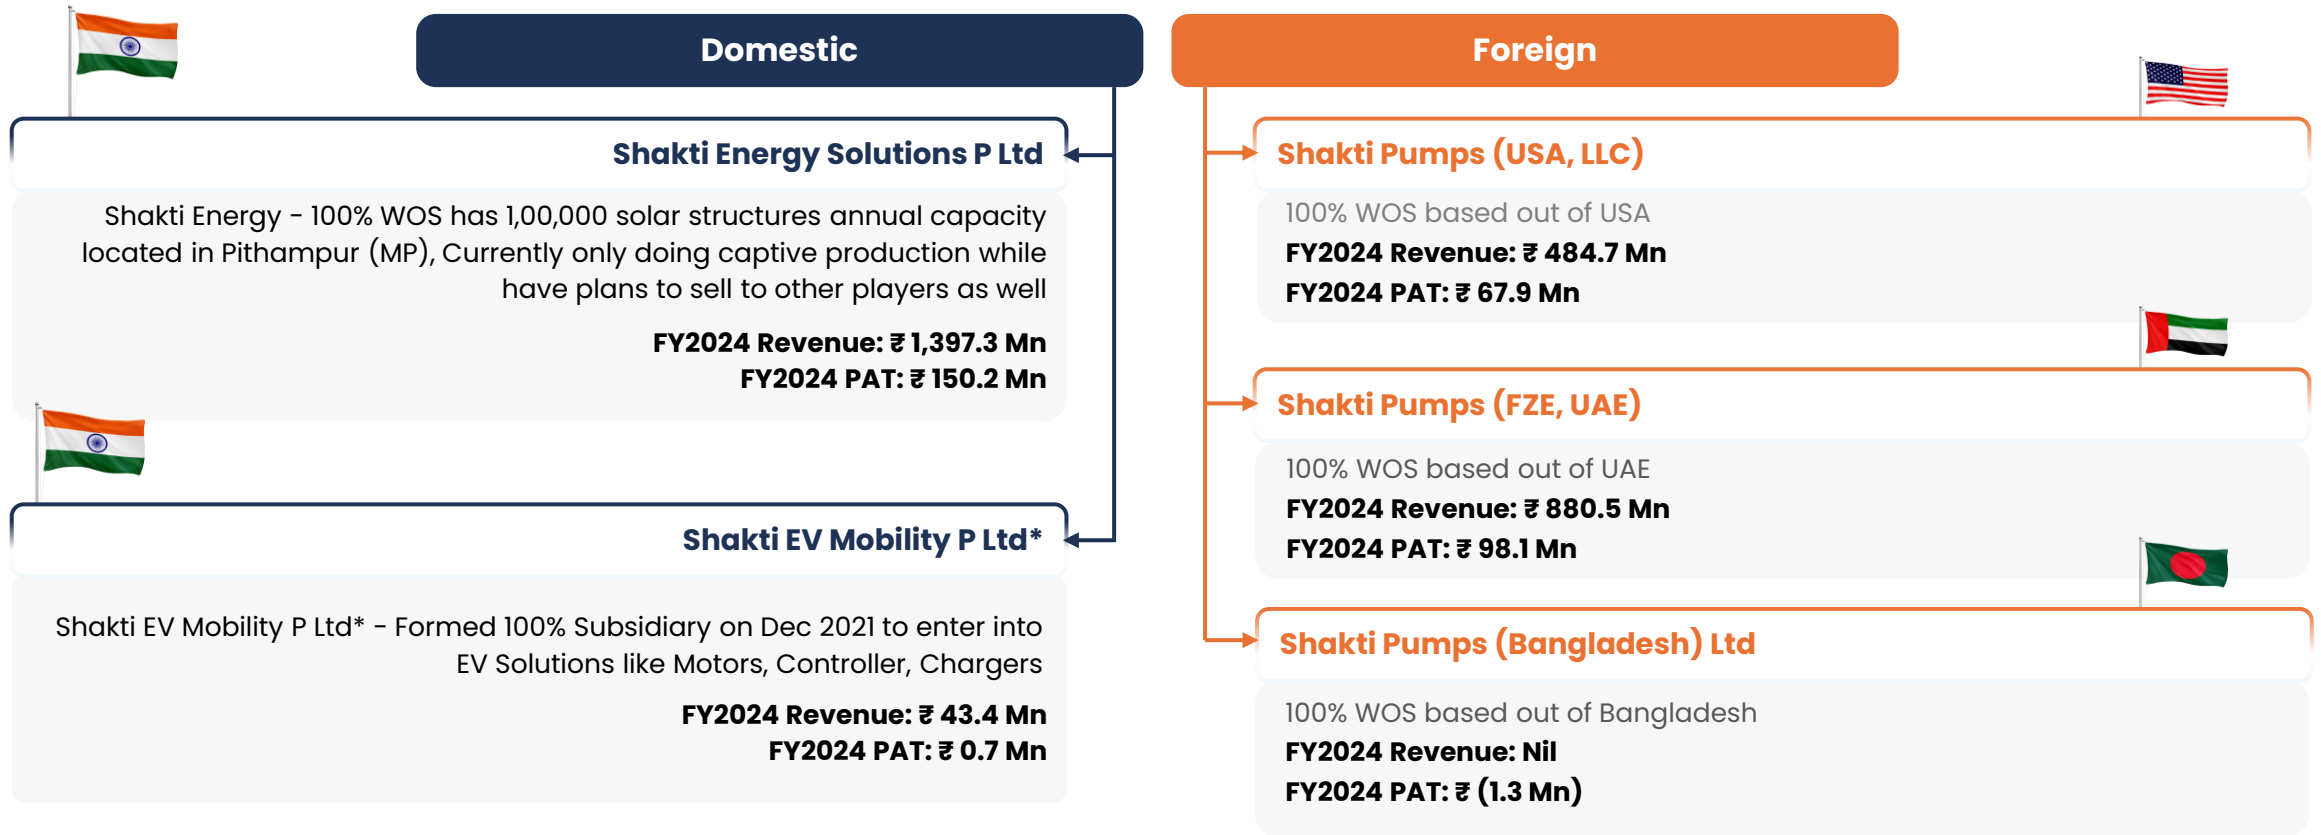 Domestic
Shakti Energy Solutions P Ltd
Shakti Energy - 100% WOS has 1,00,000 solar structures annual capacity
located in Pithampur (MP), Currently only doing captive production while
have plans to sell to other players as well
FY2024 Revenue: ₹ 1,397.3 Mn
FY2024 PAT: ₹ 150.2 Mn
Shakti EV Mobility P Ltd*
Shakti EV Mobility P Ltd* - Formed 100% Subsidiary on Dec 2021 to enter into
EV Solutions like Motors, Controller, Chargers
FY2024 Revenue: ₹ 43.4 Mn
FY2024 PAT: ₹ 0.7 Mn
Foreign
Shakti Pumps (USA, LLC)
100% WOS based out of USA
FY2024 Revenue: ₹ 484.7 Mn
FY2024 PAT: ₹ 67.9 Mn
Shakti Pumps (FZE, UAE)
100% WOS based out of UAE
FY2024 Revenue: ₹ 880.5 Mn
FY2024 PAT: ₹ 98.1 Mn
Shakti Pumps (Bangladesh) Ltd
100% WOS based out of Bangladesh
FY2024 Revenue: Nil
FY2024 PAT: ₹ (1.3 Mn)